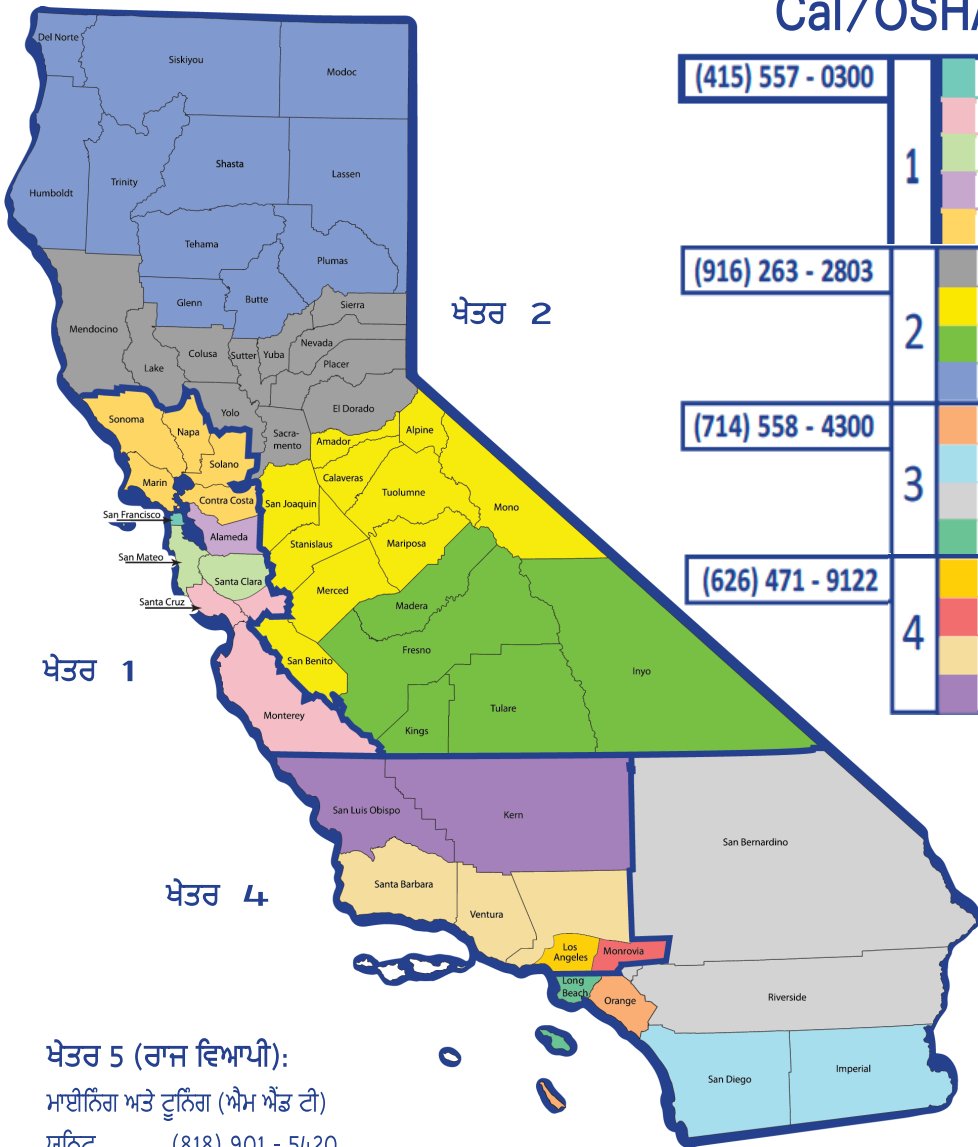 Cal/OSHA
(415) 557 - 0300
1
(916) 263 - 2803
2
(714) 558 - 4300
3
(626) 471 - 9122
4
Del Norte
Siskiyou
Modoc
Humboldt
Trinity
Shasta
Lassen
Tehama
Plumas
Glenn
Butte
Sierra
Mendocino
Lake
Colusa
Sutter
Yuba
Nevada
Placer
ਖੇਤਰ 2
Sonoma
Napa
Yolo
El Dorado
Sacra-
mento
Alpine
Amador
Solano
Marin
Contra Costa
San Joaquin
Calaveras
Tuolumne
Mono
San Francisco
Alameda
Stanislaus
Mariposa
San Mateo
Santa Clara
Merced
Santa Cruz
Madera
Fresno
San Benito
Inyo
ਖੇਤਰ 1
Monterey
Kings
Tulare
San Luis Obispo
Kern
San Bernardino
ਖੇਤਰ 4
Santa Barbara
Ventura
Los
Angeles
Monrovia
Long
Beach
Orange
Riverside
San Diego
Imperial
ਖੇਤਰ 5 (ਰਾਜ ਵਿਆਪੀ):
ਮਾਈਨਿੰਗ ਅਤੇ ਟੂਨਿੰਗ (ਐਮ ਐਂਡ ਟੀ)
ਯੂਨਿਟ (818) 901 - 5420